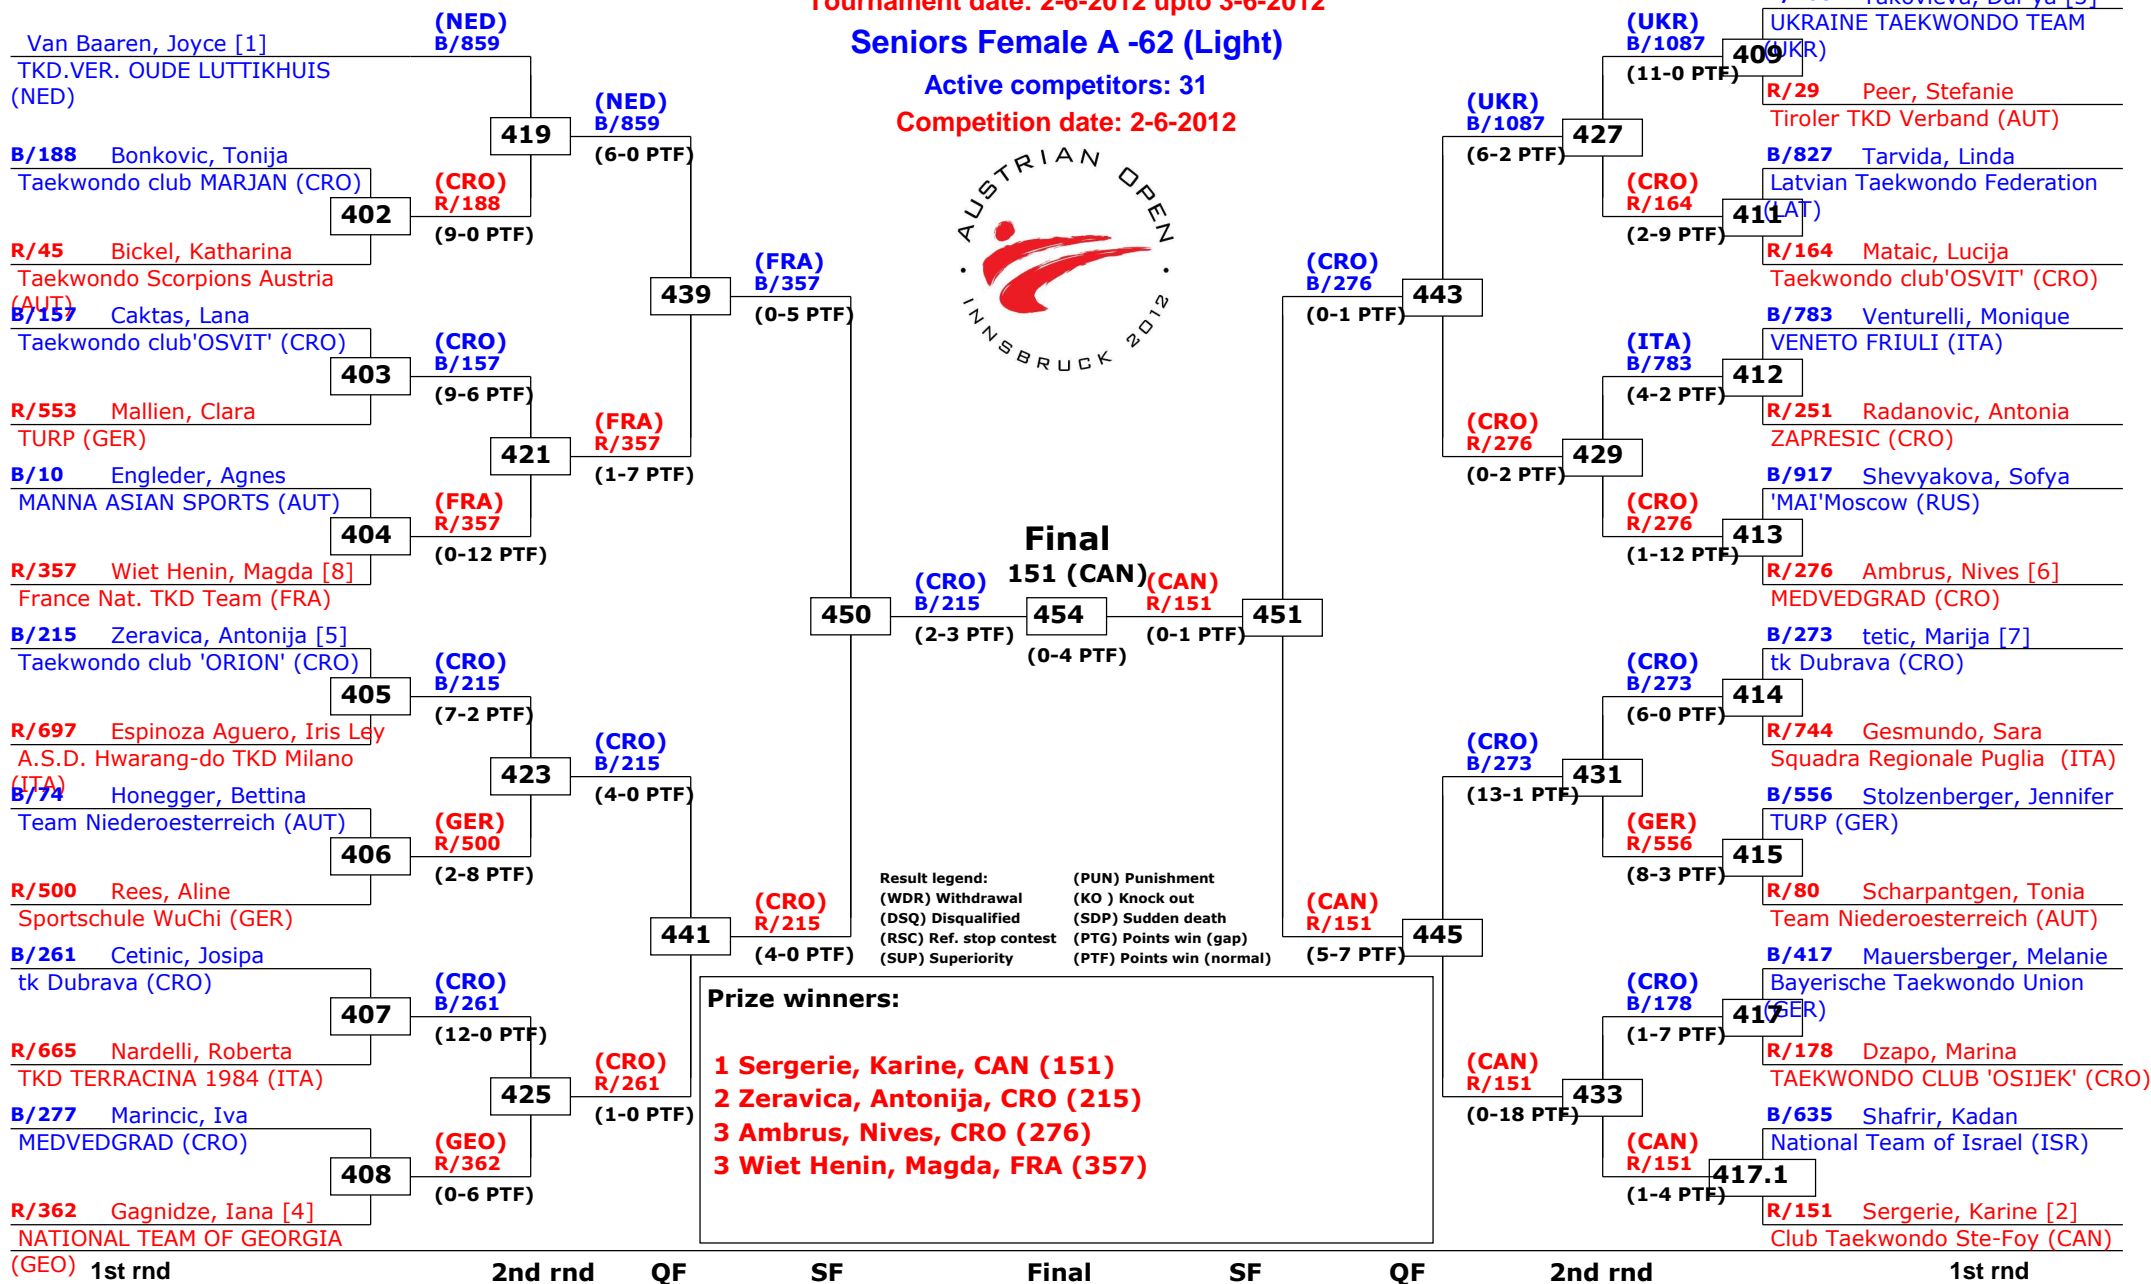 Tournament date: 2-6-2012 upto 3-6-2012
Seniors Female A -62 (Light)
Active competitors: 31
Competition date: 2-6-2012
AUSTRIAN OPEN
· INNSBRUCK 2012 ·
Van Baaren, Joyce [1]
TKD.VER. OUDE LUTTIKHUIS
(NED)
B/188 Bonkovic, Tonija
Taekwondo club MARJAN (CRO)
402
R/45 Bickel, Katharina
Taekwondo Scorpions Austria
(AUT)
B/157 Caktas, Lana
Taekwondo club'OSVIT' (CRO)
403
R/553 Mallien, Clara
TURP (GER)
B/10 Engleder, Agnes
MANNA ASIAN SPORTS (AUT)
404
R/357 Wiet Henin, Magda [8]
France Nat. TKD Team (FRA)
B/215 Zeravica, Antonija [5]
Taekwondo club 'ORION' (CRO)
405
R/697 Espinoza Aguero, Iris Ley
A.S.D. Hwarang-do TKD Milano
(ITA)
B/74 Honegger, Bettina
Team Niederoesterreich (AUT)
406
R/500 Rees, Aline
Sportschule WuChi (GER)
B/261 Cetinic, Josipa
tk Dubrava (CRO)
407
R/665 Nardelli, Roberta
TKD TERRACINA 1984 (ITA)
B/277 Marincic, Iva
MEDVEDGRAD (CRO)
408
R/362 Gagnidze, Iana [4]
NATIONAL TEAM OF GEORGIA
(GEO)
(NED)
B/859
419
(CRO)
R/188
(9-0 PTF)
(CRO)
B/157
(9-6 PTF)
421
(FRA)
R/357
(0-12 PTF)
(CRO)
B/215
(7-2 PTF)
423
(GER)
R/500
(2-8 PTF)
(CRO)
B/261
(12-0 PTF)
425
(GEO)
R/362
(0-6 PTF)
(NED)
B/859
(6-0 PTF)
439
(FRA)
R/357
(1-7 PTF)
(CRO)
B/215
(4-0 PTF)
441
(CRO)
R/261
(1-0 PTF)
(FRA)
B/357
(0-5 PTF)
450
(CRO)
R/215
(4-0 PTF)
(CRO)
B/215
(2-3 PTF)
Final
151 (CAN)
454
(0-4 PTF)
(CAN)
R/151
(0-1 PTF)
451
(CRO)
B/276
(0-1 PTF)
(CAN)
R/151
(5-7 PTF)
443
445
(UKR)
B/1087
(6-2 PTF)
(CRO)
R/276
(0-2 PTF)
(CRO)
B/273
(13-1 PTF)
(CAN)
R/151
(0-18 PTF)
427
429
431
433
(UKR)
B/1087
(11-0 PTF)
(CRO)
R/164
(2-9 PTF)
(ITA)
B/783
(4-2 PTF)
(CRO)
R/276
(1-12 PTF)
(CRO)
B/273
(6-0 PTF)
(GER)
R/556
(8-3 PTF)
(CRO)
B/178
(1-7 PTF)
(CAN)
R/151
(1-4 PTF)
UKRAINE TAEKWONDO TEAM
(UKR)
409
R/29 Peer, Stefanie
Tiroler TKD Verband (AUT)
B/827 Tarvida, Linda
Latvian Taekwondo Federation
(LAT)
411
R/164 Mataic, Lucija
Taekwondo club'OSVIT' (CRO)
B/783 Venturelli, Monique
VENETO FRIULI (ITA)
412
R/251 Radanovic, Antonia
ZAPRESIC (CRO)
B/917 Shevyakova, Sofya
'MAI'Moscow (RUS)
413
R/276 Ambrus, Nives [6]
MEDVEDGRAD (CRO)
B/273 tetic, Marija [7]
tk Dubrava (CRO)
414
R/744 Gesmundo, Sara
Squadra Regionale Puglia (ITA)
B/556 Stolzenberger, Jennifer
TURP (GER)
415
R/80 Scharpantgen, Tonia
Team Niederoesterreich (AUT)
B/417 Mauersberger, Melanie
Bayerische Taekwondo Union
(GER)
417
R/178 Dzapo, Marina
TAEKWONDO CLUB 'OSIJEK' (CRO)
B/635 Shafrir, Kadan
National Team of Israel (ISR)
417.1
R/151 Sergerie, Karine [2]
Club Taekwondo Ste-Foy (CAN)
Result legend:
(WDR) Withdrawal
(DSQ) Disqualified
(RSC) Ref. stop contest
(SUP) Superiority
(PUN) Punishment
(KO ) Knock out
(SDP) Sudden death
(PTG) Points win (gap)
(PTF) Points win (normal)
Prize winners:
1 Sergerie, Karine, CAN (151)
2 Zeravica, Antonija, CRO (215)
3 Ambrus, Nives, CRO (276)
3 Wiet Henin, Magda, FRA (357)
1st rnd 2nd rnd QF SF Final SF QF 2nd rnd 1st rnd